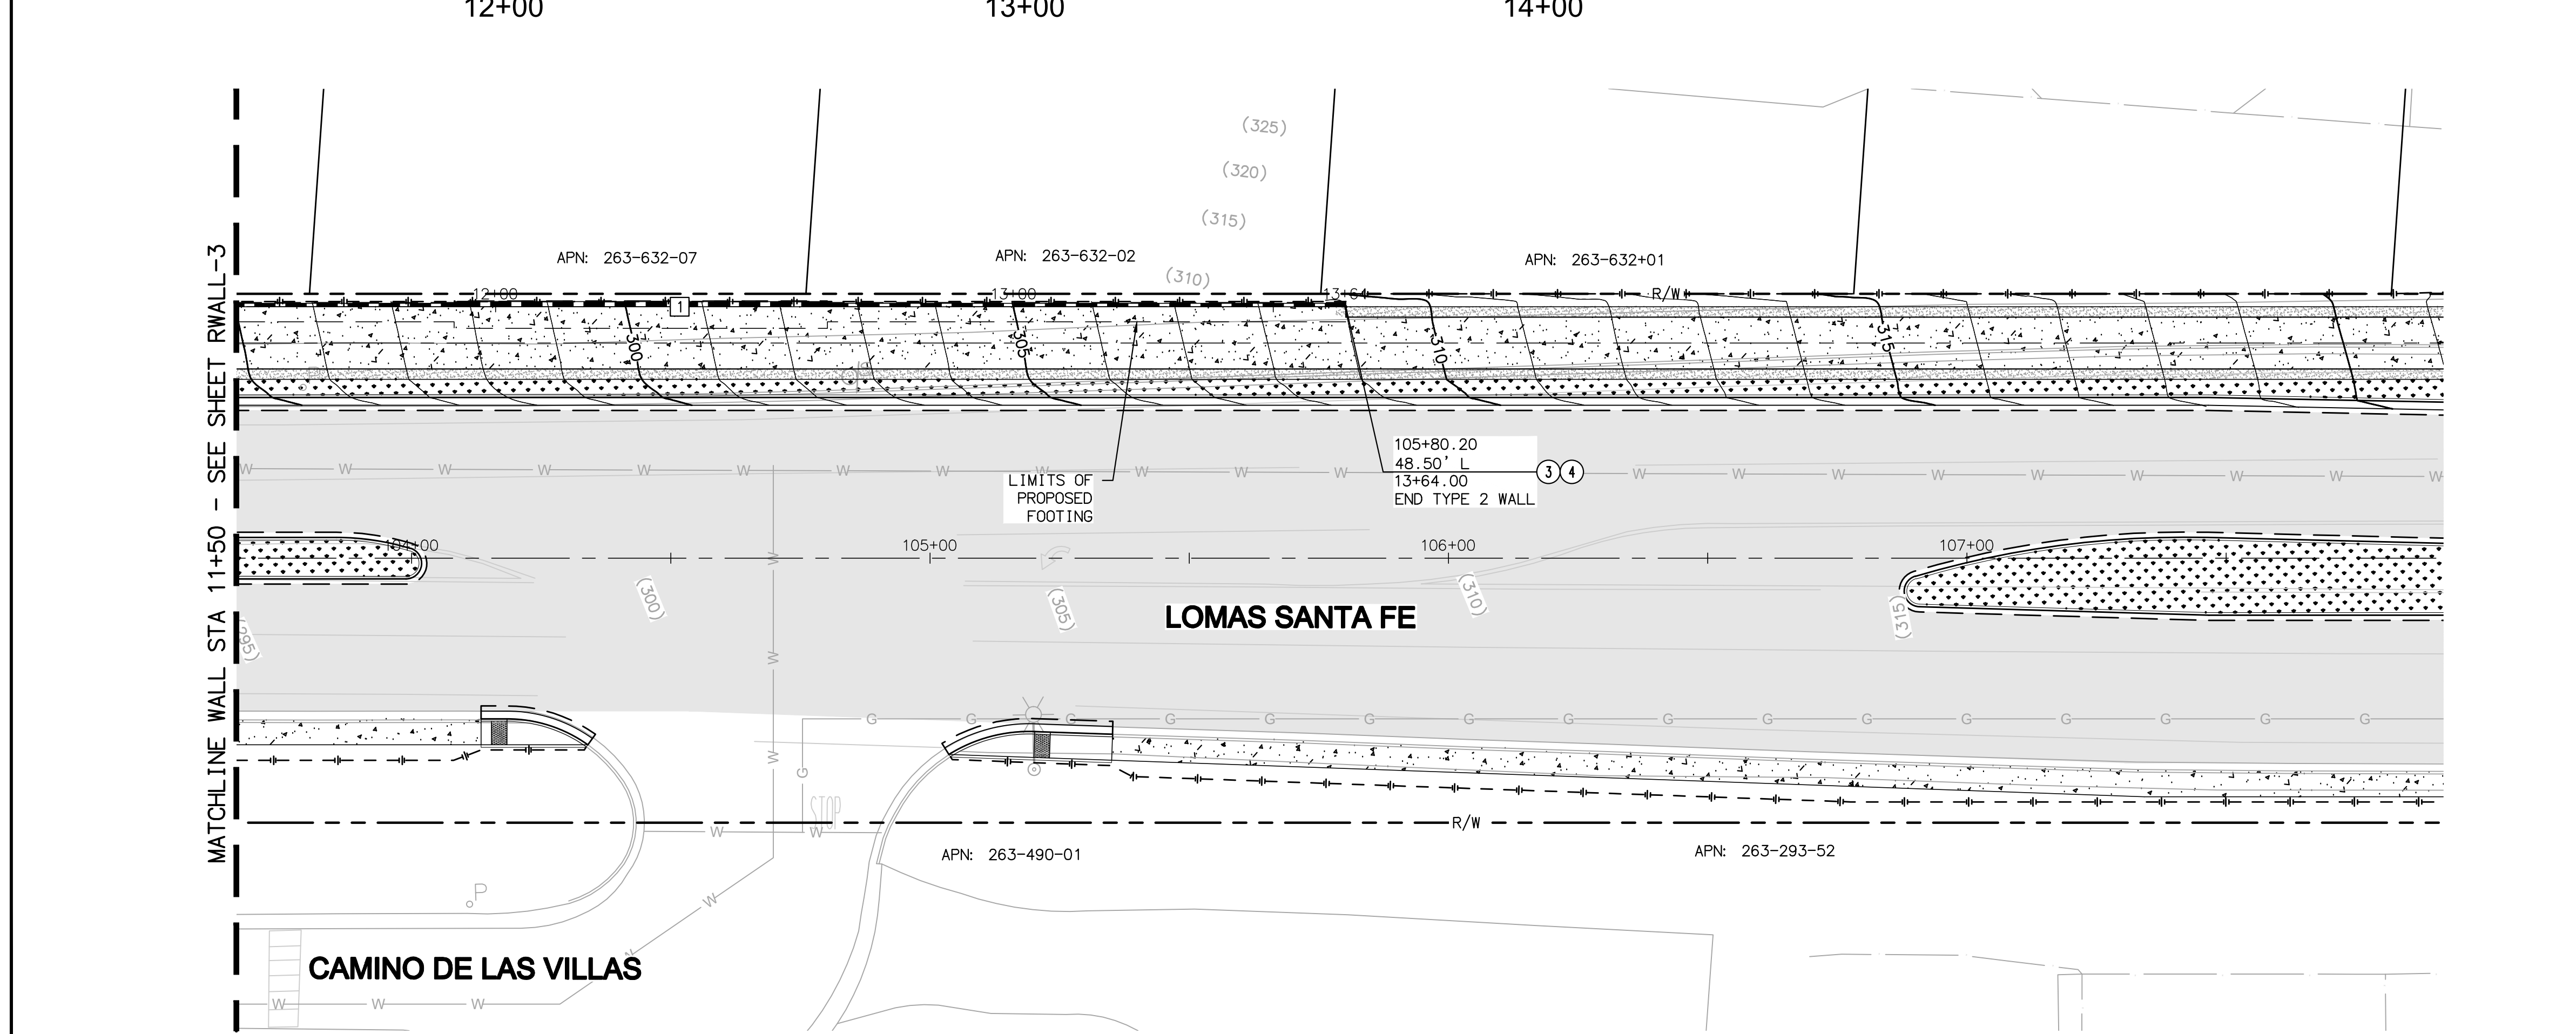 12+00 13+00 14+00
(325)
(320)
(315)
(310)
APN: 263-632-07
APN: 263-632-02
APN: 263-632+01
12+00
13+00
13+64
R/W
1
300
305
310
315
MATCHLINE WALL STA 11+50 - SEE SHEET RWALL-3
W W W W W W W W W W W W W W W W W W W W W
LIMITS OF
PROPOSED
FOOTING
105+80.20
48.50' L
13+64.00
END TYPE 2 WALL
3 4
104+00
105+00
106+00
107+00
W
(295)
(300)
(305)
(310)
(315)
LOMAS SANTA FE
W
G G G G G G G G G G G G G G G G
W
G
STOP
W W
R/W
APN: 263-490-01
APN: 263-293-52
P
W
CAMINO DE LAS VILLAS
W W W